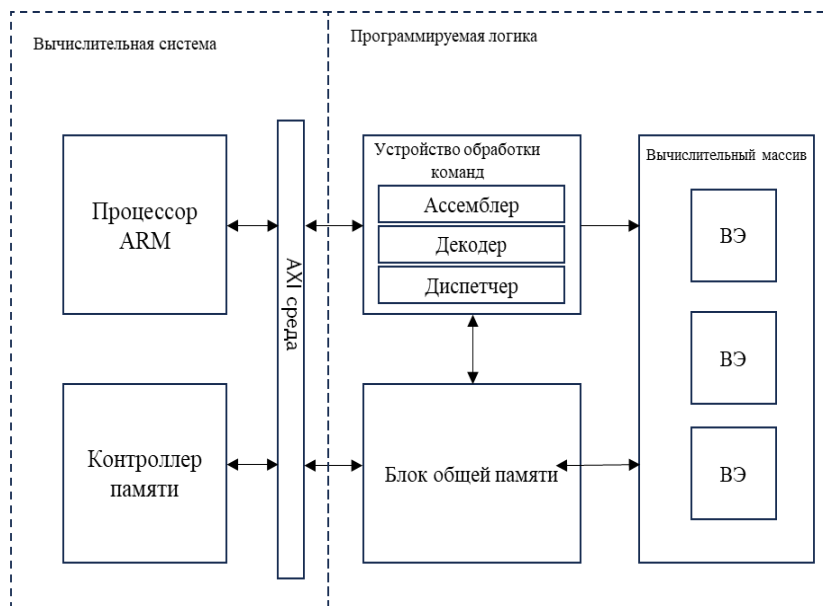 Вычислительная система
Программируемая логика
Процессор
ARM
AXI среда
Устройство обработки
команд
Ассемблер
Декодер
Диспетчер
Вычислительный массив
ВЭ
ВЭ
ВЭ
Контроллер
памяти
Блок общей памяти